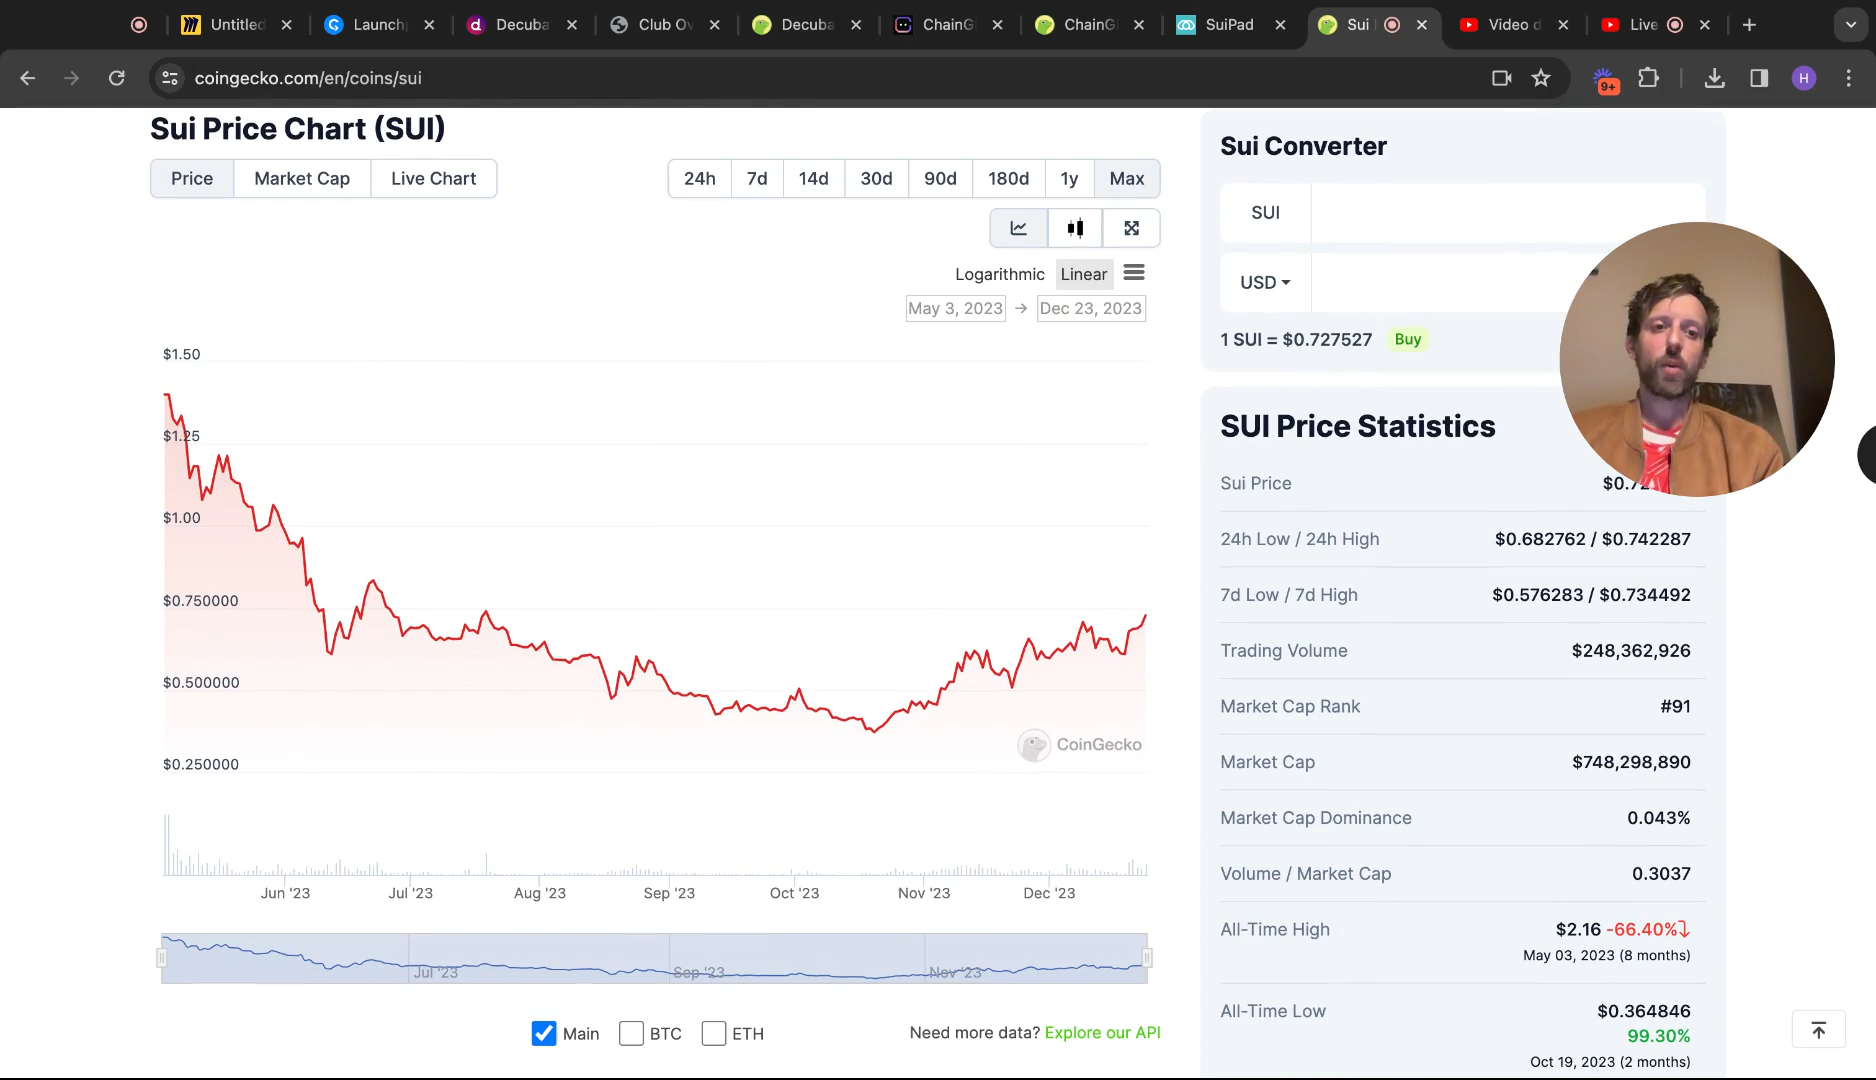 Untitled
Launch
Decuba
Club Ov
Decuba
ChainG
ChainG
SuiPad
Sui
Video d
Live
coingecko.com/en/coins/sui
9+
H
Sui Price Chart (SUI)
Price Market Cap Live Chart
24h 7d 14d 30d 90d 180d 1y Max
Logarithmic Linear
May 3, 2023 → Dec 23, 2023
$1.50
$1.25
$1.00
$0.750000
$0.500000
$0.250000
CoinGecko
Jun '23 Jul '23 Aug '23 Sep '23 Oct '23 Nov '23 Dec '23
Jul '23 Sep '23 Nov '23
Main BTC ETH
Need more data? Explore our API
Sui Converter
SUI
USD
1 SUI = $0.727527 Buy
SUI Price Statistics
Sui Price $0.72
24h Low / 24h High $0.682762 / $0.742287
7d Low / 7d High $0.576283 / $0.734492
Trading Volume $248,362,926
Market Cap Rank #91
Market Cap $748,298,890
Market Cap Dominance 0.043%
Volume / Market Cap 0.3037
All-Time High $2.16 -66.40%
May 03, 2023 (8 months)
All-Time Low $0.364846
99.30%
Oct 19, 2023 (2 months)